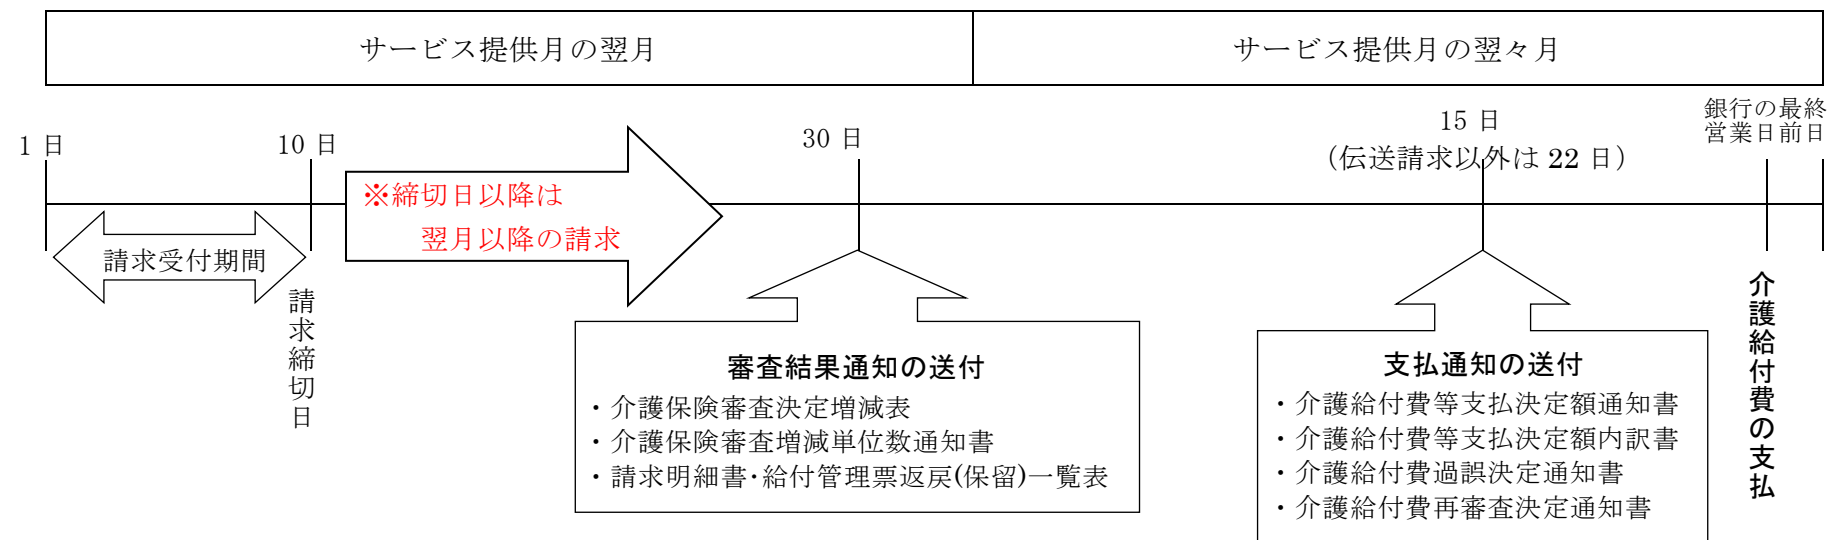 サービス提供月の翌月
サービス提供月の翌々月
1 日
10 日
30 日
15 日
（伝送請求以外は 22 日）
銀行の最終
営業日前日
※締切日以降は
翌月以降の請求
請求受付期間
請求締切日
審査結果通知の送付
・介護保険審査決定増減表
・介護保険審査増減単位数通知書
・請求明細書･給付管理票返戻(保留)一覧表
支払通知の送付
・介護給付費等支払決定額通知書
・介護給付費等支払決定額内訳書
・介護給付費過誤決定通知書
・介護給付費再審査決定通知書
介護給付費の支払